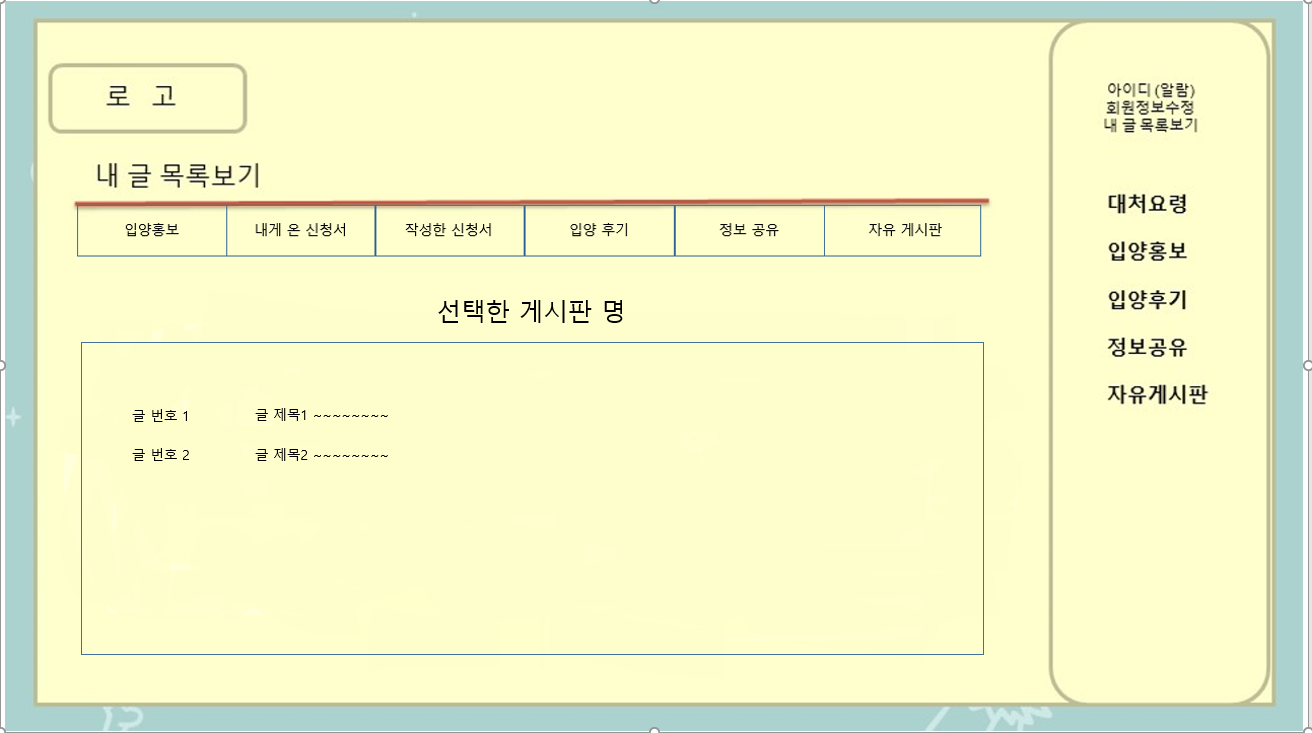 로 고
내 글 목록보기
입양홍보 내게 온 신청서 작성한 신청서 입양 후기 정보 공유 자유 게시판
선택한 게시판 명
글 번호 1 글 제목1 ~~~~~~~~
글 번호 2 글 제목2 ~~~~~~~~
아이디 (알람)
회원정보수정
내 글 목록보기
대처요령
입양홍보
입양후기
정보공유
자유게시판